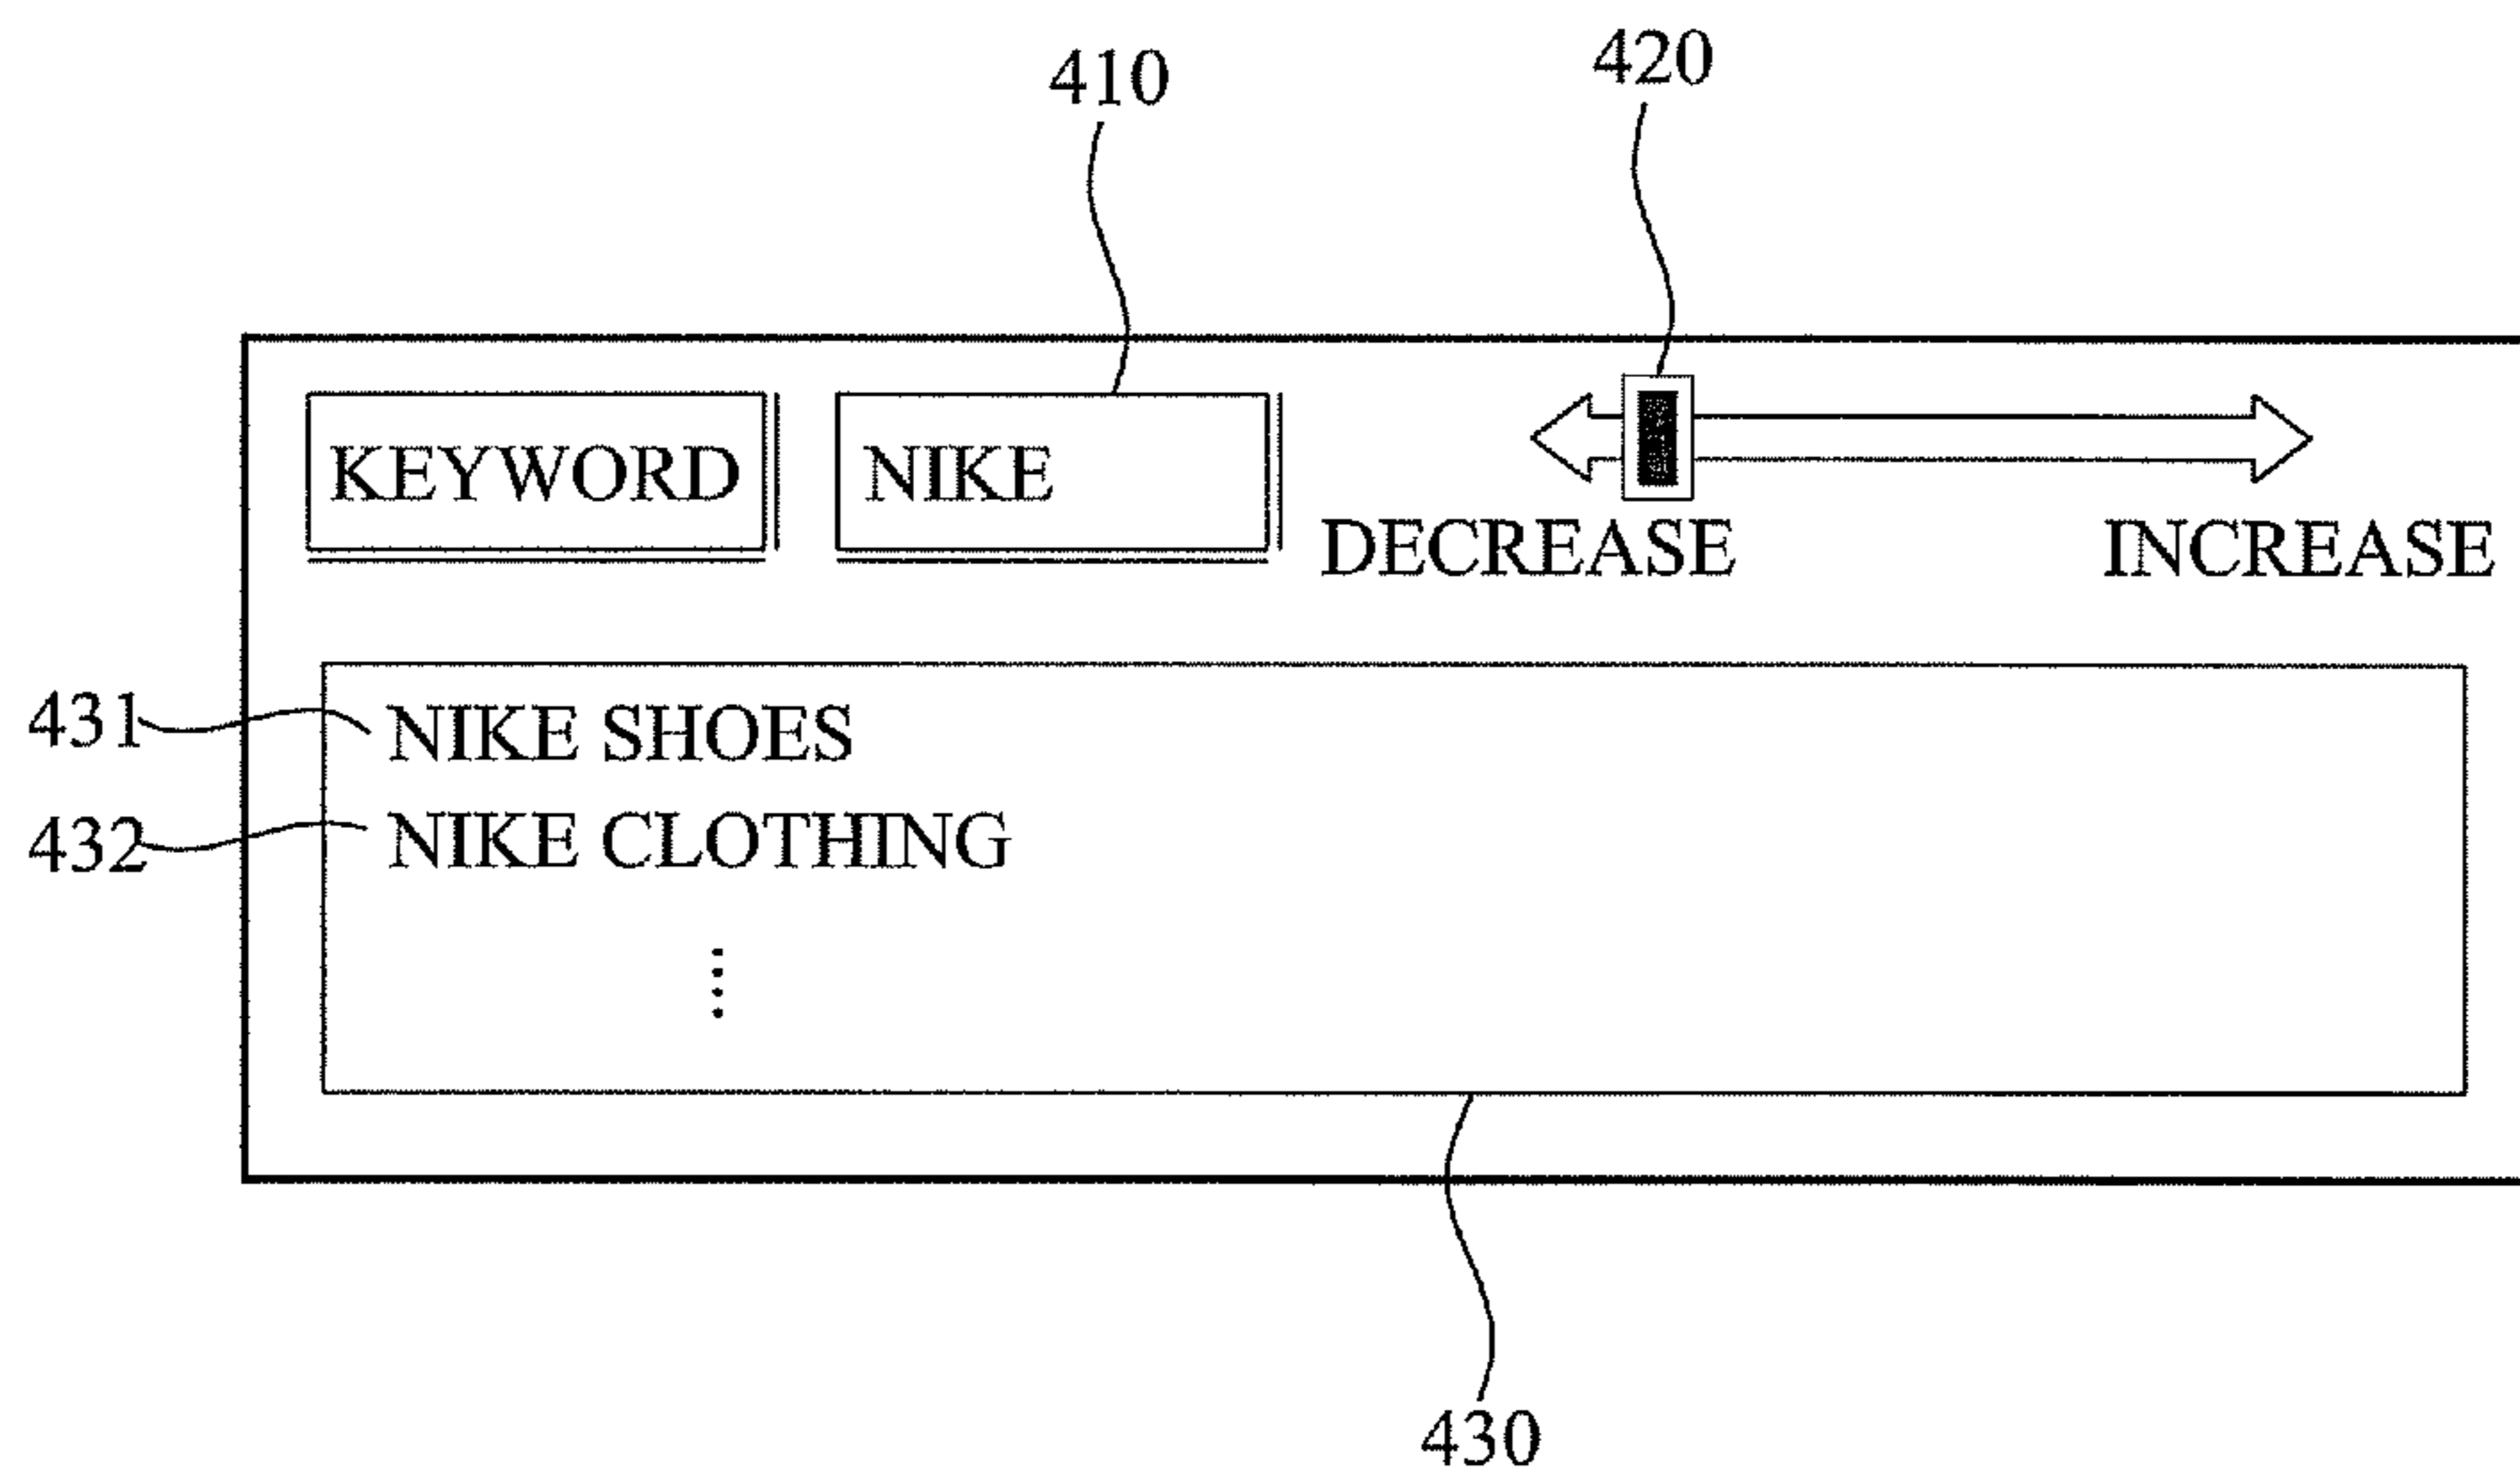 410
420
KEYWORD
NIKE
DECREASE
INCREASE
431
NIKE SHOES
432
NIKE CLOTHING
430